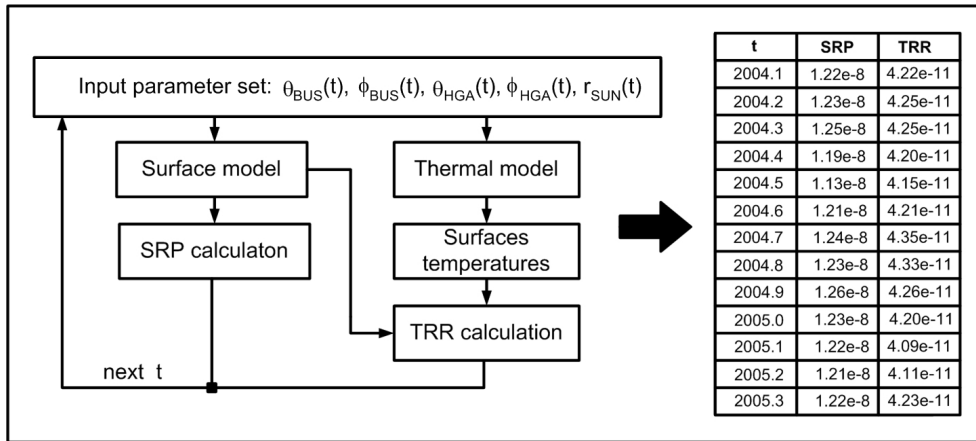 Input parameter set: θBUS(t), ϕBUS(t), θHGA(t), ϕHGA(t), rSUN(t)
Surface model
Thermal model
SRP calculaton
Surfaces
temperatures
TRR calculation
next t
t SRP TRR
2004.1 1.22e-8 4.22e-11
2004.2 1.23e-8 4.25e-11
2004.3 1.25e-8 4.25e-11
2004.4 1.19e-8 4.20e-11
2004.5 1.13e-8 4.15e-11
2004.6 1.21e-8 4.21e-11
2004.7 1.24e-8 4.35e-11
2004.8 1.23e-8 4.33e-11
2004.9 1.26e-8 4.26e-11
2005.0 1.23e-8 4.20e-11
2005.1 1.22e-8 4.09e-11
2005.2 1.21e-8 4.11e-11
2005.3 1.22e-8 4.23e-11